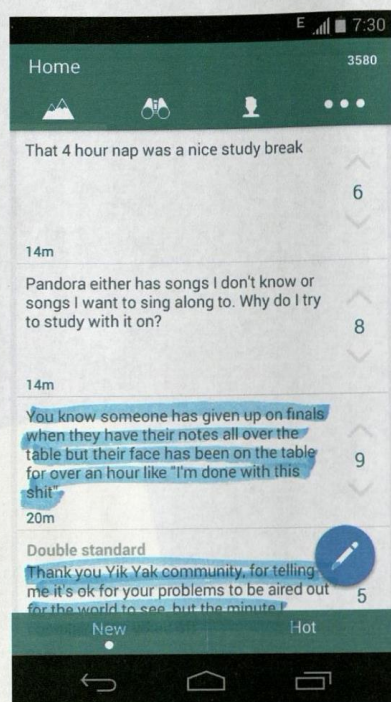 E 7:30
Home 3580
That 4 hour nap was a nice study break
6
14m
Pandora either has songs I don't know or
songs I want to sing along to. Why do I try
to study with it on?
8
14m
You know someone has given up on finals
when they have their notes all over the
table but their face has been on the table
for over an hour like "I'm done with this
shit"
9
20m
Double standard
Thank you Yik Yak community, for telling
me it's ok for your problems to be aired out
for the world to see, but the minute
5
New Hot